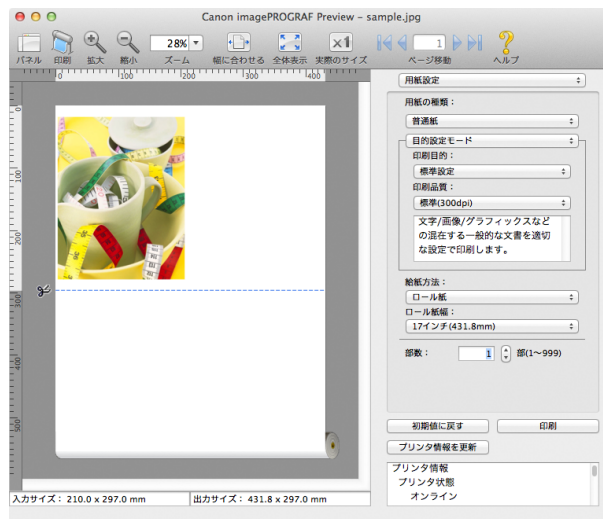 Canon imagePROGRAF Preview – sample.jpg
28%
×1
1
パネル 印刷 拡大 縮小 ズーム 幅に合わせる 全体表示 実際のサイズ ページ移動 ヘルプ
0 100 200 300 400
0
100
200
300
400
500
用紙設定
用紙の種類：
普通紙
目的設定モード
印刷目的：
標準設定
印刷品質：
標準(300dpi)
文字/画像/グラフィックスなど
の混在する一般的な文書を適切
な設定で印刷します。
給紙方法：
ロール紙
ロール紙幅：
17インチ(431.8mm)
部数： 1 部(1〜999)
初期値に戻す 印刷
プリンタ情報を更新
プリンタ情報
プリンタ状態
オンライン
入力サイズ： 210.0 x 297.0 mm 出力サイズ： 431.8 x 297.0 mm